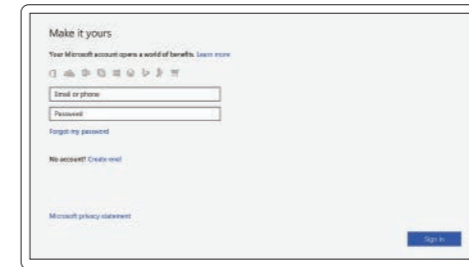 Make it yours
Your Microsoft account opens a world of benefits. Learn more
Email or phone
Password
Forgot my password
No account? Create one!
Microsoft privacy statement
Sign in